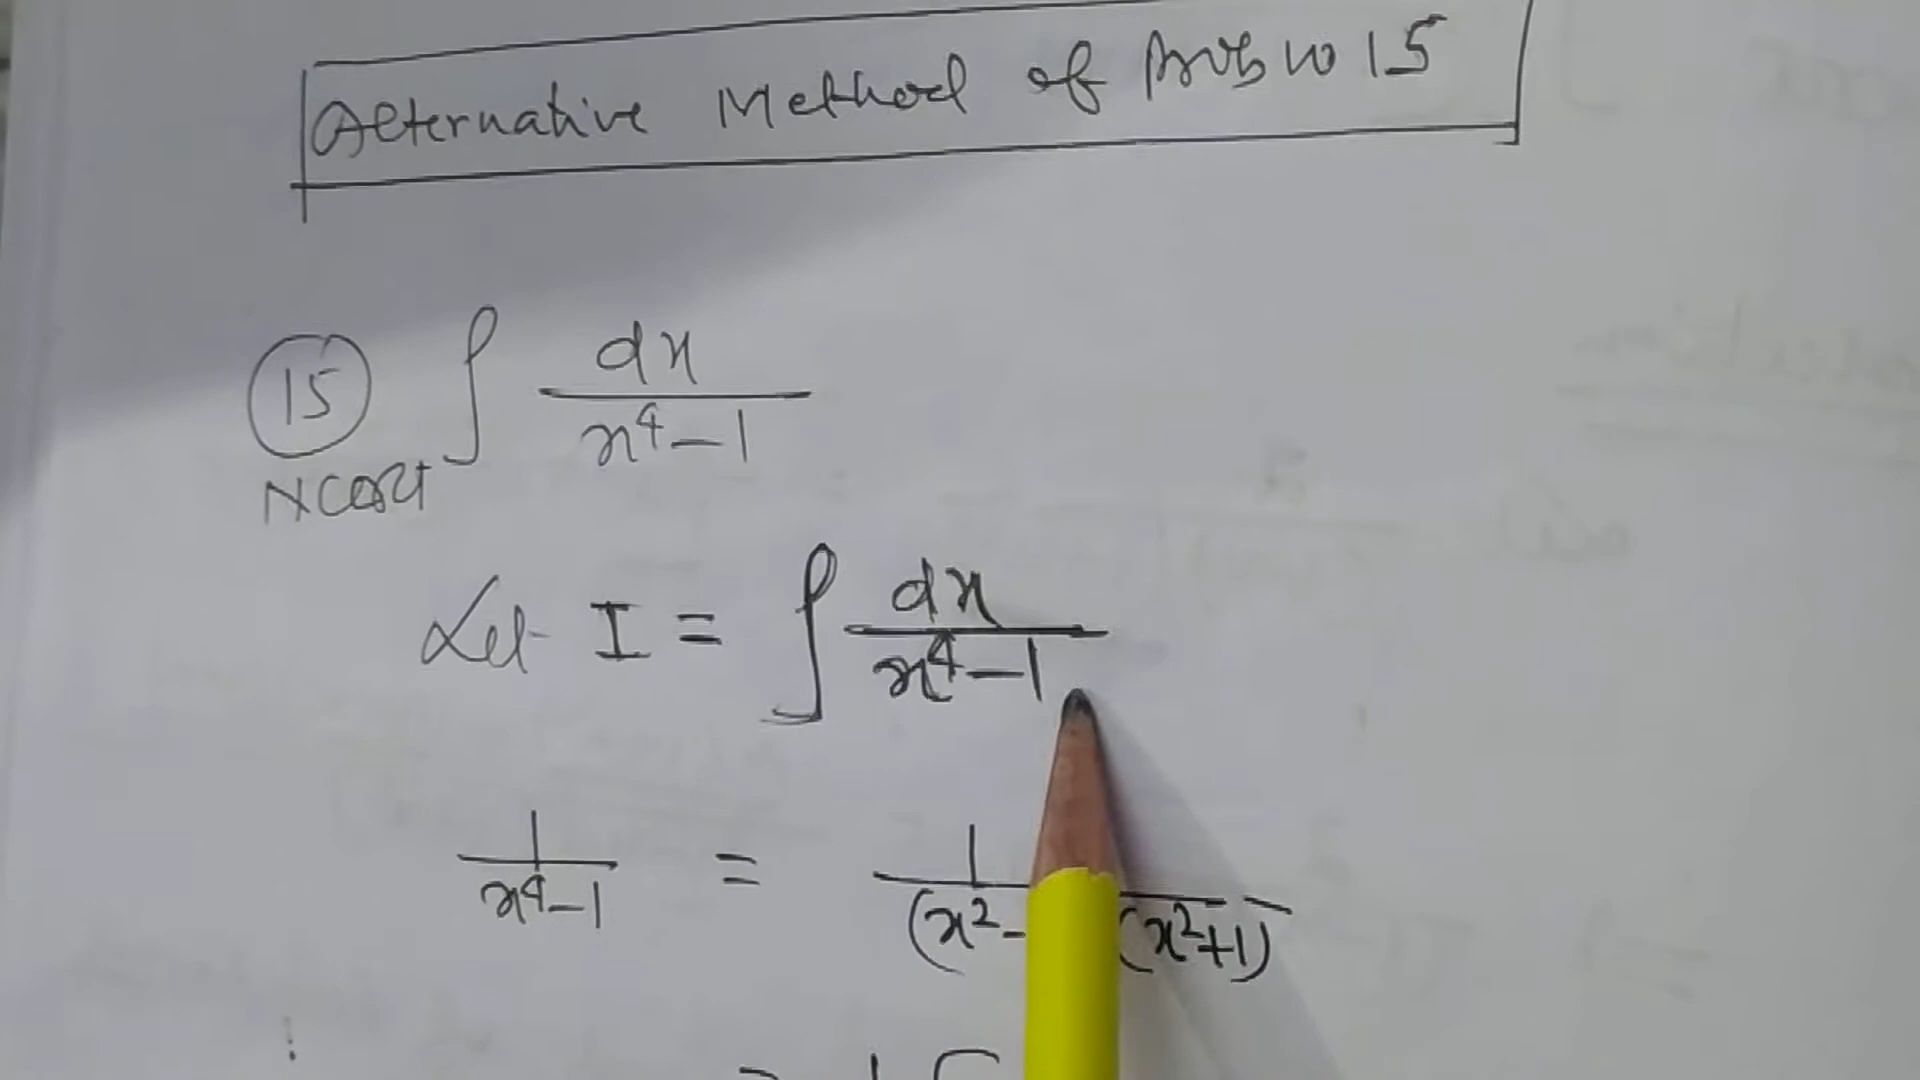 Alternative Method of Prob no 15
15 ∫ dx / x⁴-1
NCERT
Let I = ∫ dx / x⁴-1
1 / x⁴-1 = 1 / (x²- (x²+1)